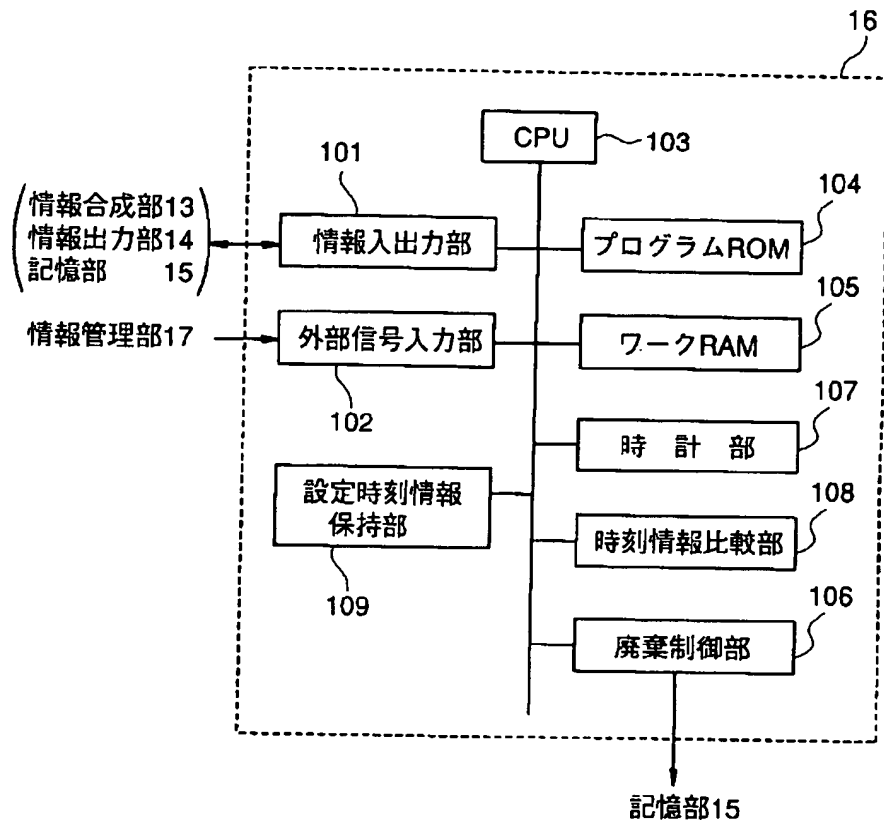 16
CPU
103
101
104
情報合成部13
情報出力部14
記憶部 15
情報入出力部
プログラムROM
105
情報管理部17
外部信号入力部
ワークRAM
102
107
時 計 部
設定時刻情報
保持部
108
時刻情報比較部
109
106
廃棄制御部
記憶部15